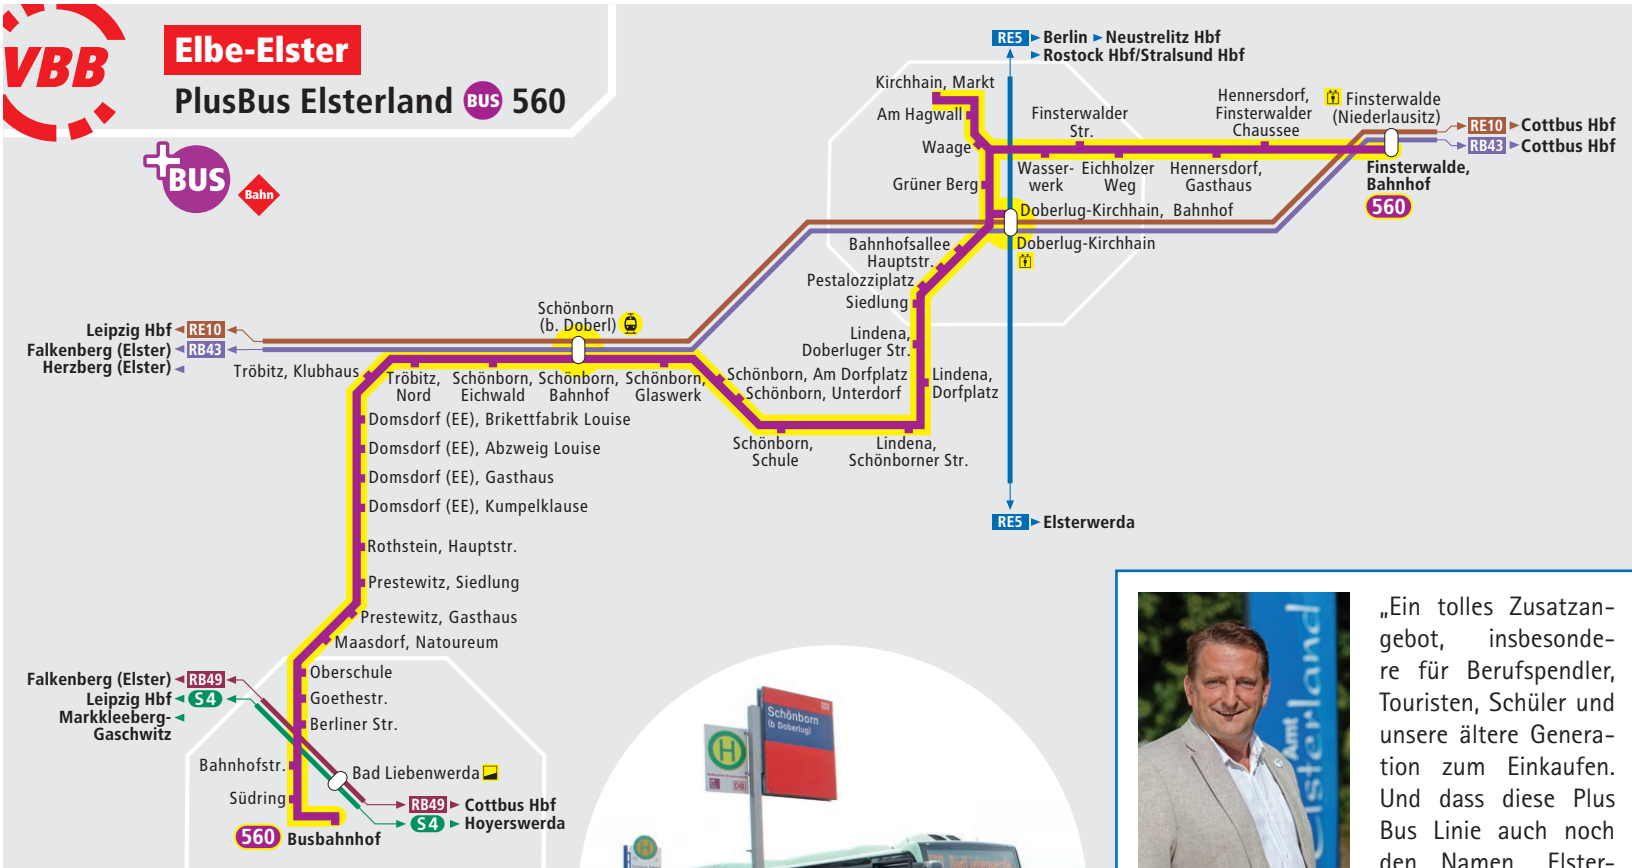 VBB
Elbe-Elster
PlusBus Elsterland BUS 560
+BUS
Bahn
RE5 Berlin Neustrelitz Hbf
Rostock Hbf/Stralsund Hbf
Kirchhain, Markt
Am Hagwall
Waage
Grüner Berg
Finsterwalder
Str.
Hennersdorf,
Finsterwalder
Chaussee
Finsterwalde
(Niederlausitz)
RE10 Cottbus Hbf
RB43 Cottbus Hbf
Wasser-
werk
Eichholzer
Weg
Hennersdorf,
Gasthaus
Finsterwalde,
Bahnhof
560
Doberlug-Kirchhain, Bahnhof
Doberlug-Kirchhain
Bahnhofsallee
Hauptstr.
Pestalozziplatz
Siedlung
Lindena,
Doberluger Str.
Lindena,
Dorfplatz
Schönborn
(b. Doberl)
Leipzig Hbf RE10
Falkenberg (Elster) RB43
Herzberg (Elster)
Tröbitz, Klubhaus
Tröbitz,
Nord
Schönborn,
Eichwald
Schönborn,
Bahnhof
Schönborn,
Glaswerk
Schönborn, Am Dorfplatz
Schönborn, Unterdorf
Schönborn,
Schule
Lindena,
Schönborner Str.
RE5 Elsterwerda
Domsdorf (EE), Brikettfabrik Louise
Domsdorf (EE), Abzweig Louise
Domsdorf (EE), Gasthaus
Domsdorf (EE), Kumpelklause
Rothstein, Hauptstr.
Prestewitz, Siedlung
Prestewitz, Gasthaus
Maasdorf, Natoureum
Oberschule
Goethestr.
Berliner Str.
Falkenberg (Elster) RB49
Leipzig Hbf S4
Markkleeberg-
Gaschwitz
Bahnhofstr.
Südring
Bad Liebenwerda
RB49 Cottbus Hbf
S4 Hoyerswerda
560 Busbahnhof
Schönborn
(b Doberlug)
H
DB
H
Amt
Elsterland
„Ein tolles Zusatzan-
gebot, insbesonde-
re für Berufspendler,
Touristen, Schüler und
unsere ältere Genera-
tion zum Einkaufen.
Und dass diese Plus
Bus Linie auch noch
den Namen Elster-